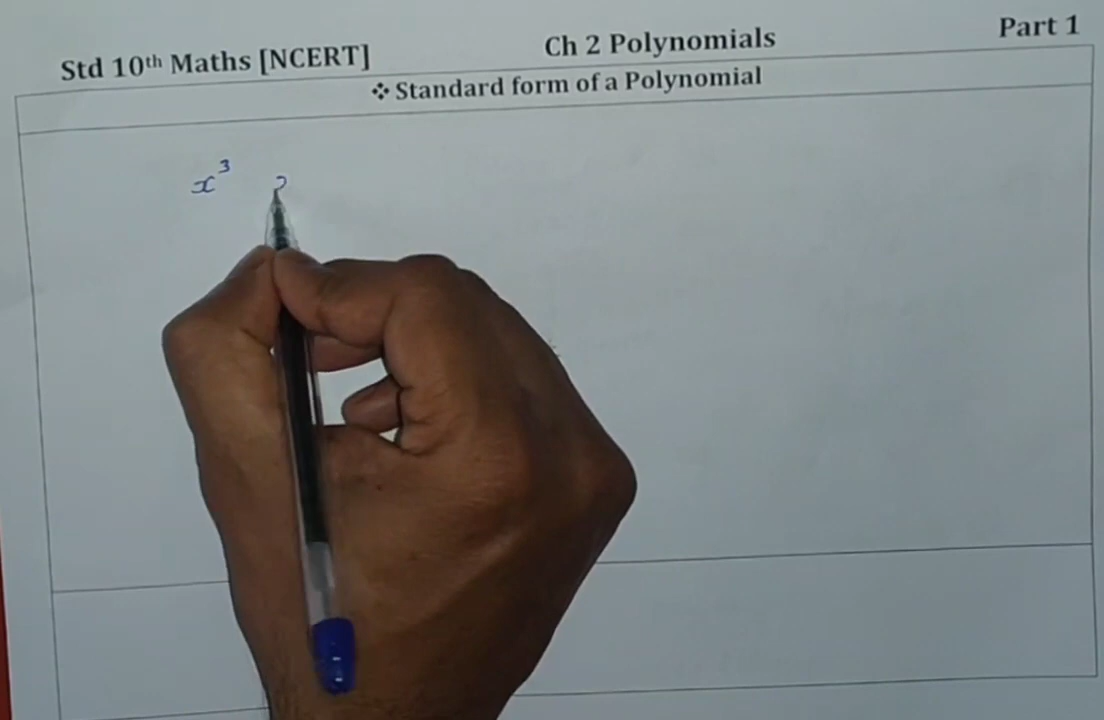 Std 10th Maths [NCERT] Ch 2 Polynomials Part 1
❖ Standard form of a Polynomial
x³